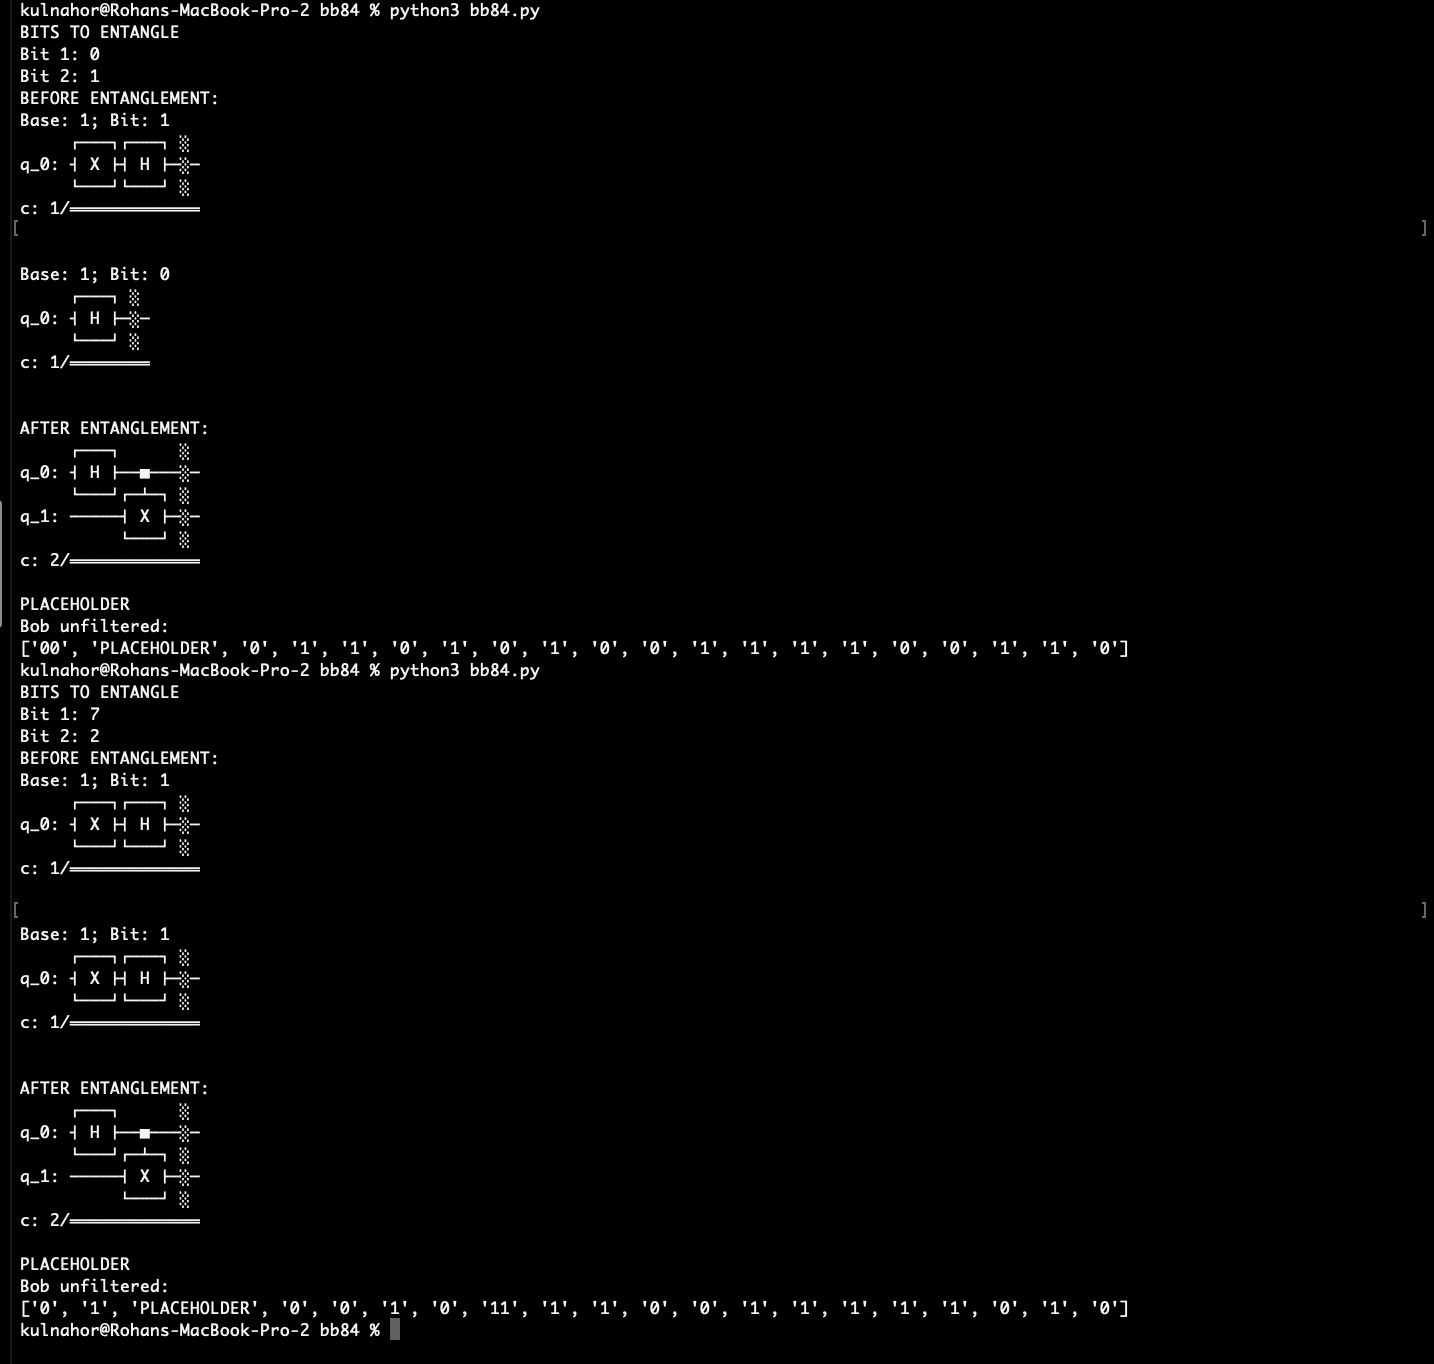 kulnahor@Rohans-MacBook-Pro-2 bb84 % python3 bb84.py
BITS TO ENTANGLE
Bit 1: 0
Bit 2: 1
BEFORE ENTANGLEMENT:
Base: 1; Bit: 1
     ┌───┐┌───┐ ░
q_0: ┤ X ├┤ H ├─░─
     └───┘└───┘ ░
c: 1/═════════════
[ ]
Base: 1; Bit: 0
     ┌───┐ ░
q_0: ┤ H ├─░─
     └───┘ ░
c: 1/════════
AFTER ENTANGLEMENT:
     ┌───┐      ░
q_0: ┤ H ├──■───░─
     └───┘┌─┴─┐ ░
q_1: ─────┤ X ├─░─
          └───┘ ░
c: 2/═════════════
PLACEHOLDER
Bob unfiltered:
['00', 'PLACEHOLDER', '0', '1', '1', '0', '1', '0', '1', '0', '0', '1', '1', '1', '1', '0', '0', '1', '1', '0']
kulnahor@Rohans-MacBook-Pro-2 bb84 % python3 bb84.py
BITS TO ENTANGLE
Bit 1: 7
Bit 2: 2
BEFORE ENTANGLEMENT:
Base: 1; Bit: 1
     ┌───┐┌───┐ ░
q_0: ┤ X ├┤ H ├─░─
     └───┘└───┘ ░
c: 1/═════════════
[ ]
Base: 1; Bit: 1
     ┌───┐┌───┐ ░
q_0: ┤ X ├┤ H ├─░─
     └───┘└───┘ ░
c: 1/═════════════
AFTER ENTANGLEMENT:
     ┌───┐      ░
q_0: ┤ H ├──■───░─
     └───┘┌─┴─┐ ░
q_1: ─────┤ X ├─░─
          └───┘ ░
c: 2/═════════════
PLACEHOLDER
Bob unfiltered:
['0', '1', 'PLACEHOLDER', '0', '0', '1', '0', '11', '1', '1', '0', '0', '1', '1', '1', '1', '1', '0', '1', '0']
kulnahor@Rohans-MacBook-Pro-2 bb84 %